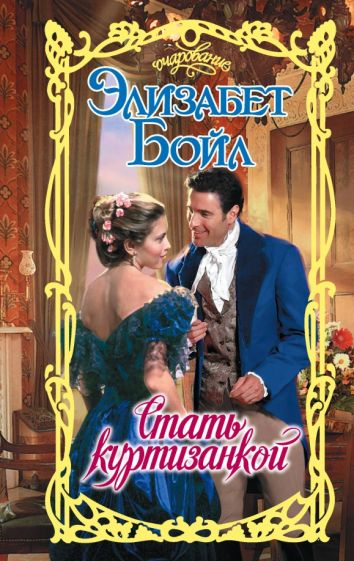 Очарование
ЭЛИЗАБЕТ
БОЙЛ
Стать
куртизанкой